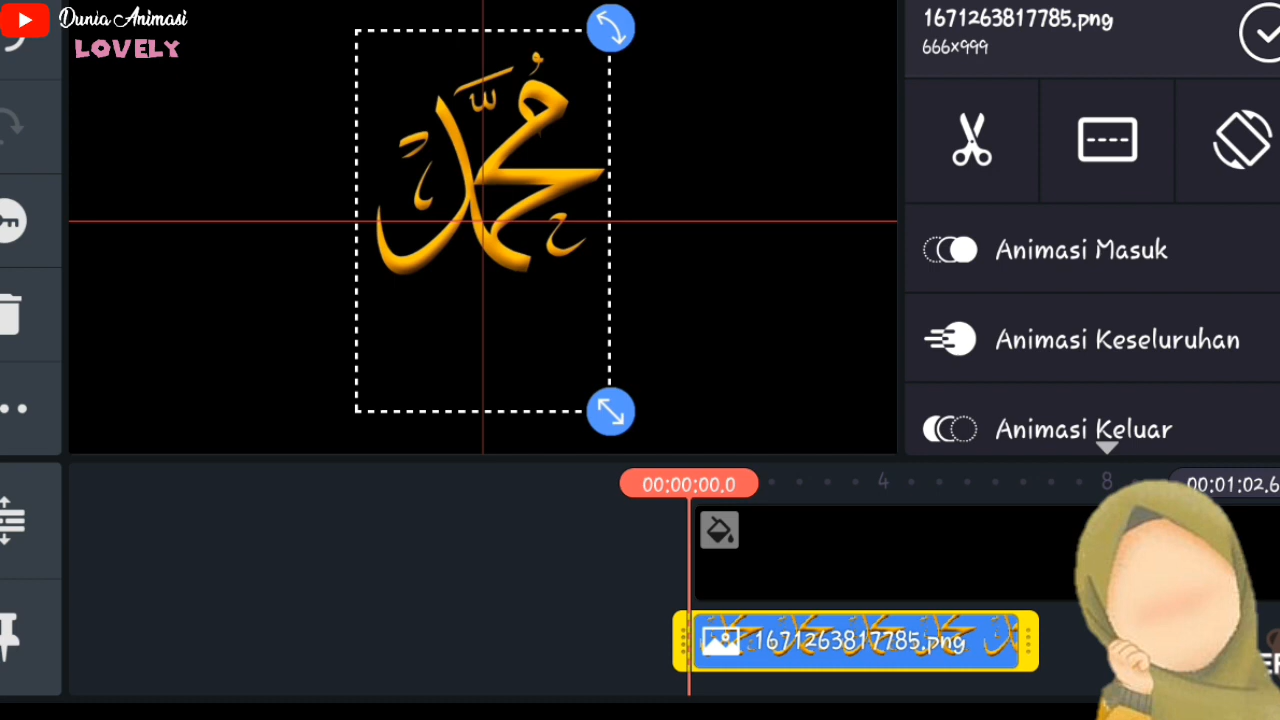 Dunia Animasi
LOVELY
مُحَمَّد
1671263817785.png
666x999
Animasi Masuk
Animasi Keseluruhan
Animasi Keluar
00:00:00.0
4
8
00:01:02.6
1671263817785.png